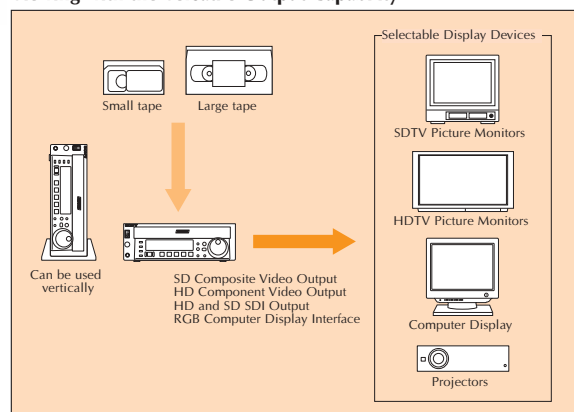 Selectable Display Devices
Small tape
Large tape
SDTV Picture Monitors
HDTV Picture Monitors
Can be used
vertically
SD Composite Video Output
HD Component Video Output
HD and SD SDI Output
RGB Computer Display Interface
Computer Display
Projectors